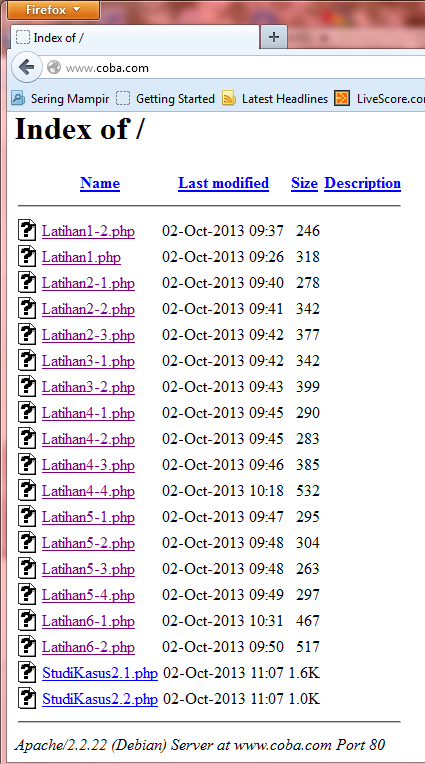 Firefox
Index of /
www.coba.com
Sering Mampir Getting Started Latest Headlines LiveScore.co
Index of /
Name Last modified Size Description
Latihan1-2.php 02-Oct-2013 09:37 246
Latihan1.php 02-Oct-2013 09:26 318
Latihan2-1.php 02-Oct-2013 09:40 278
Latihan2-2.php 02-Oct-2013 09:41 342
Latihan2-3.php 02-Oct-2013 09:42 377
Latihan3-1.php 02-Oct-2013 09:42 342
Latihan3-2.php 02-Oct-2013 09:43 399
Latihan4-1.php 02-Oct-2013 09:45 290
Latihan4-2.php 02-Oct-2013 09:45 283
Latihan4-3.php 02-Oct-2013 09:46 385
Latihan4-4.php 02-Oct-2013 10:18 532
Latihan5-1.php 02-Oct-2013 09:47 295
Latihan5-2.php 02-Oct-2013 09:48 304
Latihan5-3.php 02-Oct-2013 09:48 263
Latihan5-4.php 02-Oct-2013 09:49 297
Latihan6-1.php 02-Oct-2013 10:31 467
Latihan6-2.php 02-Oct-2013 09:50 517
StudiKasus2.1.php 02-Oct-2013 11:07 1.6K
StudiKasus2.2.php 02-Oct-2013 11:07 1.0K
Apache/2.2.22 (Debian) Server at www.coba.com Port 80